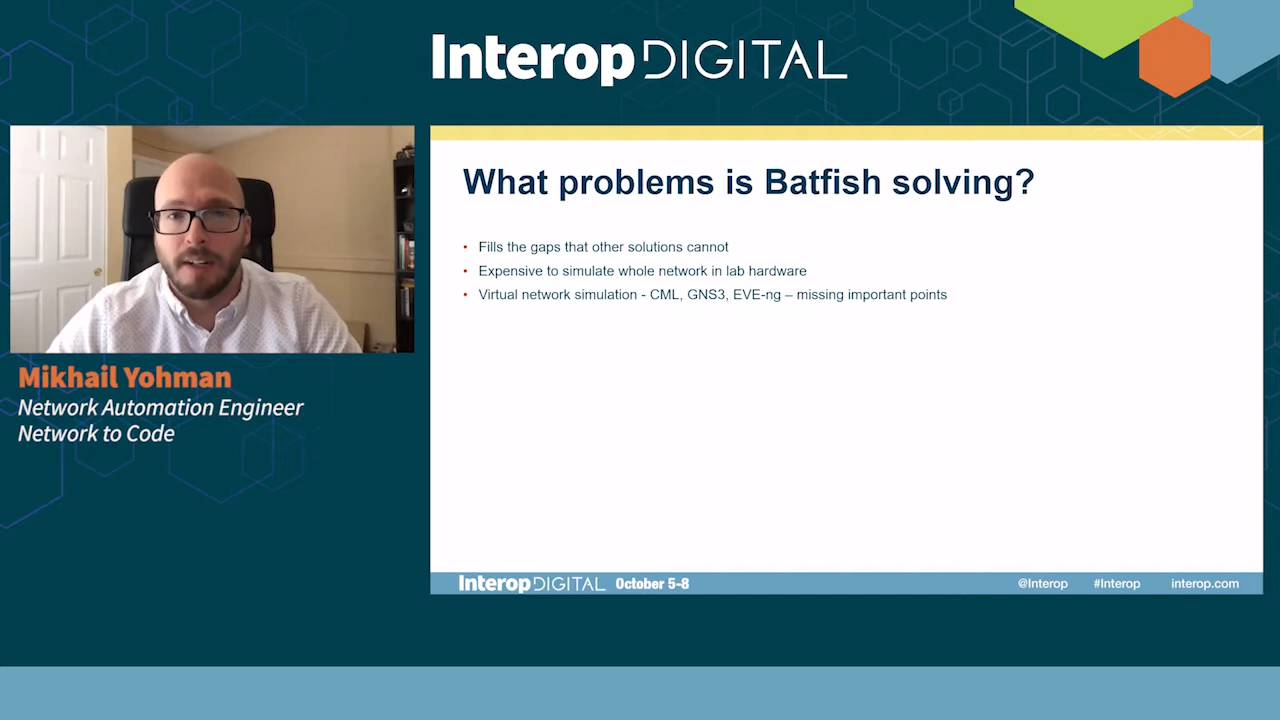 Interop DIGITAL
Mikhail Yohman
Network Automation Engineer
Network to Code
What problems is Batfish solving?
• Fills the gaps that other solutions cannot
• Expensive to simulate whole network in lab hardware
• Virtual network simulation - CML, GNS3, EVE-ng – missing important points
Interop DIGITAL October 5-8 @Interop #Interop interop.com